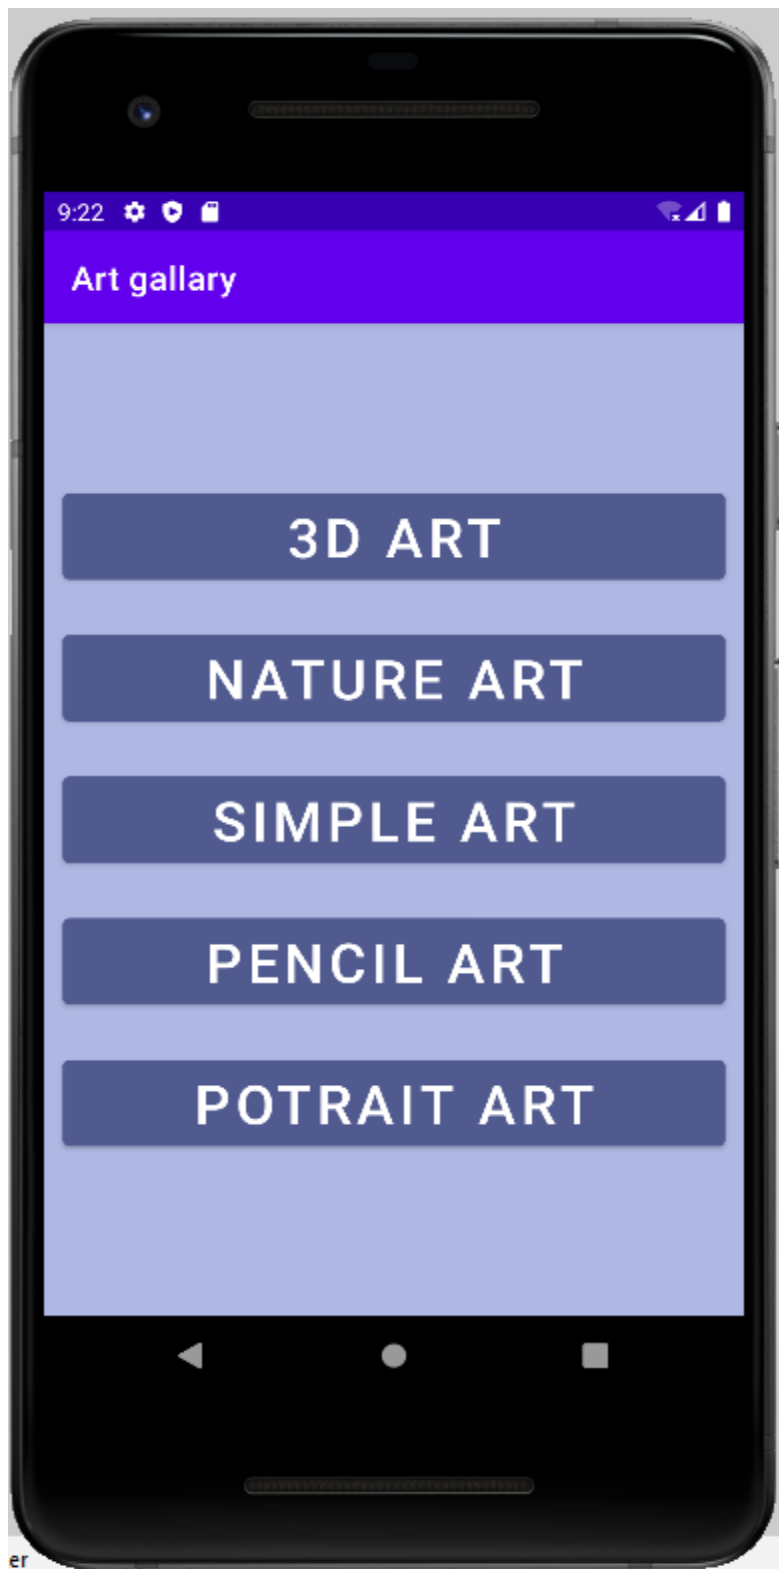 9:22
Art gallary
3D ART
NATURE ART
SIMPLE ART
PENCIL ART
POTRAIT ART
er